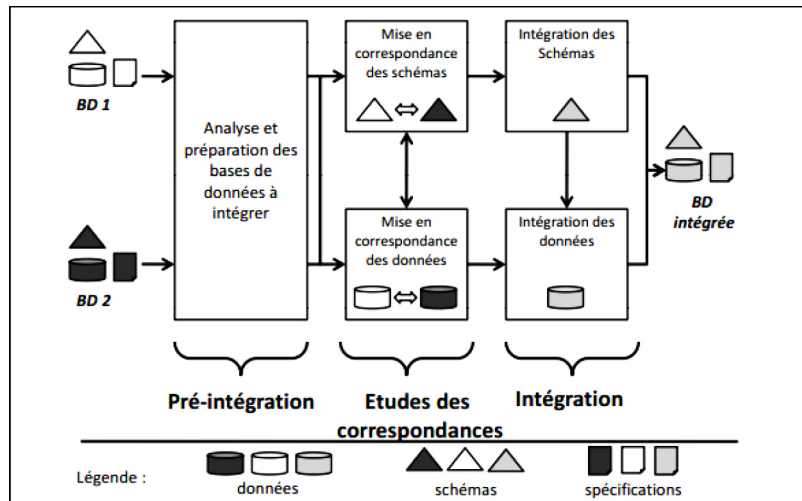 BD 1
BD 2
Analyse et
préparation des
bases de
données à
intégrer
Mise en
correspondance
des schémas
Mise en
correspondance
des données
Intégration des
Schémas
Intégration des
données
BD
intégrée
Pré-intégration
Etudes des
correspondances
Intégration
Légende :
données
schémas
spécifications